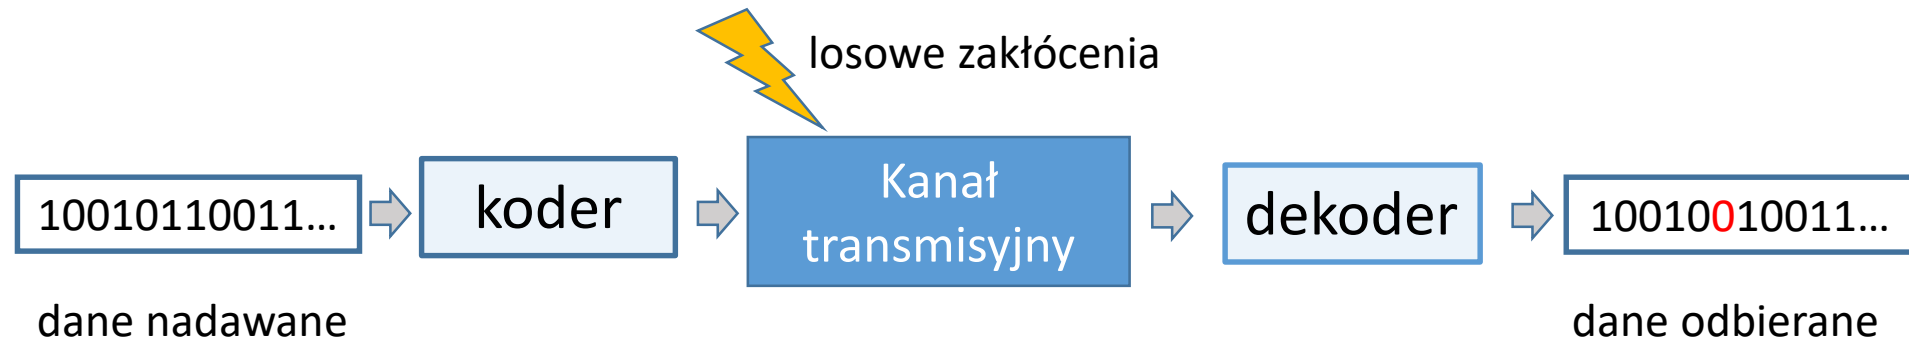 losowe zakłócenia
10010110011...
koder
Kanał
transmisyjny
dekoder
10010010011...
dane nadawane
dane odbierane